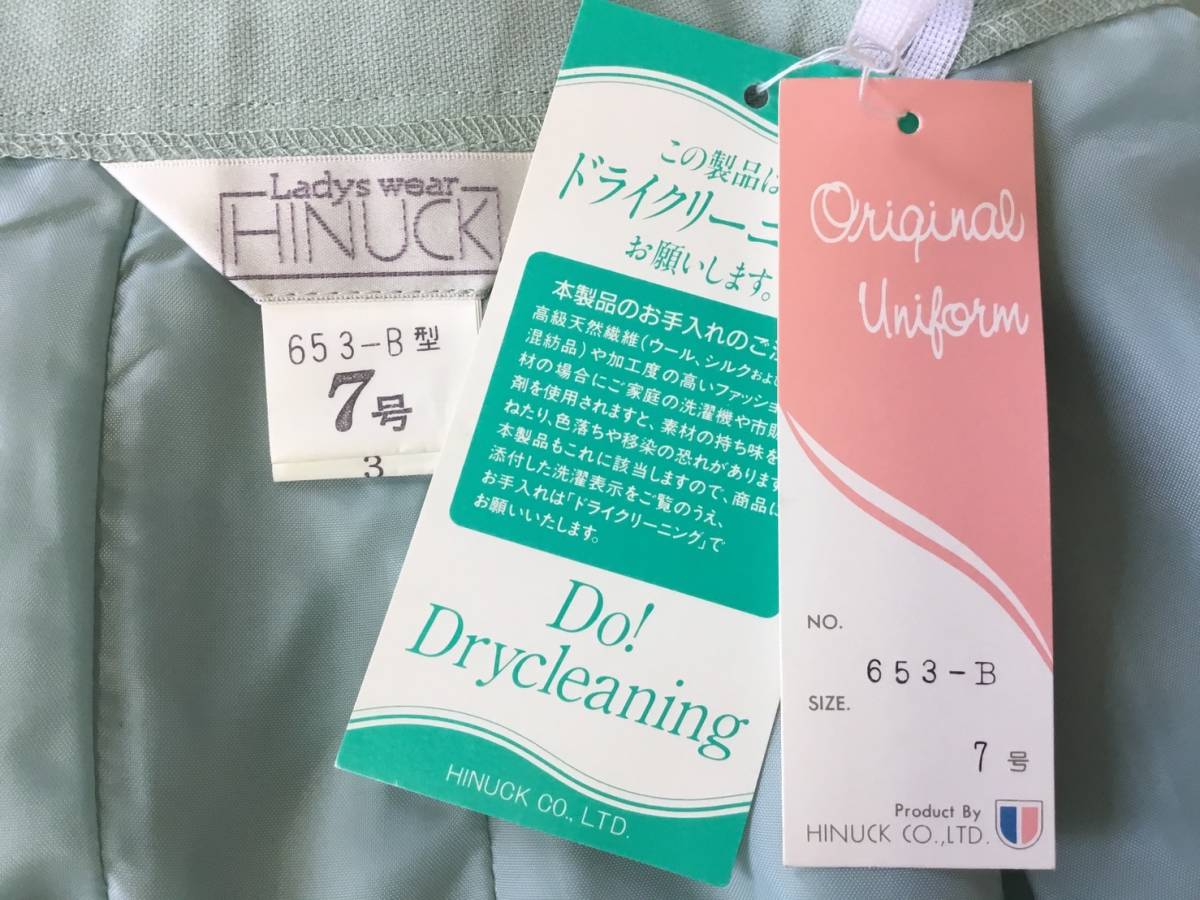 Ladys wear
HINUCK
653-B型
7号
3
この製品は
ドライクリーニ
お願いします。
本製品のお手入れのご
高級天然繊維(ウール、シルクおよび
混紡品)や加工度の高いファッショ
材の場合にご家庭の洗濯機や市販
剤を使用されますと、素材の持ち味を
ねたり、色落ちや移染の恐れがあります
本製品もこれに該当しますので、商品に
添付した洗濯表示をご覧のうえ、
お手入れは「ドライクリーニング」で
お願いいたします。
Do!
Drycleaning
HINUCK CO., LTD.
Original
Uniform
NO.
653-B
SIZE.
7 号
Product By
HINUCK CO.,LTD.